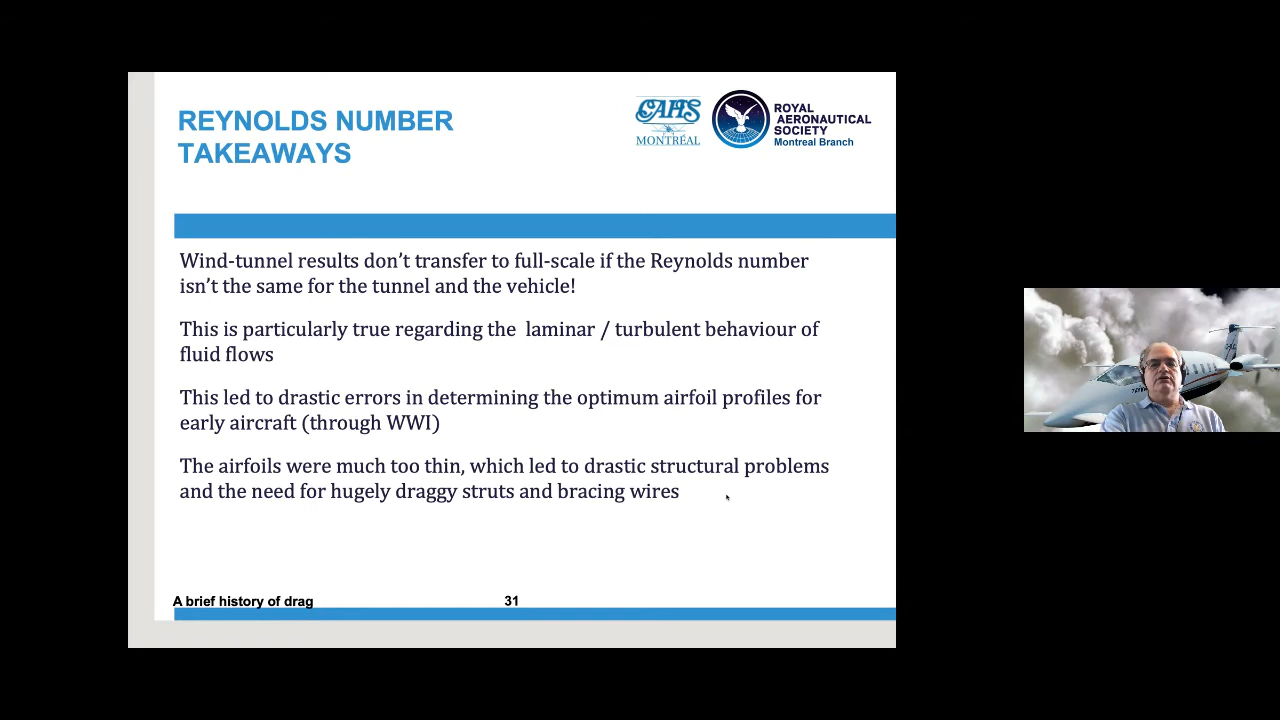 REYNOLDS NUMBER
TAKEAWAYS
CAHS
MONTRÉAL
ROYAL
AERONAUTICAL
SOCIETY
Montreal Branch
Wind-tunnel results don’t transfer to full-scale if the Reynolds number
isn’t the same for the tunnel and the vehicle!
This is particularly true regarding the laminar / turbulent behaviour of
fluid flows
This led to drastic errors in determining the optimum airfoil profiles for
early aircraft (through WWI)
The airfoils were much too thin, which led to drastic structural problems
and the need for hugely draggy struts and bracing wires
A brief history of drag
31